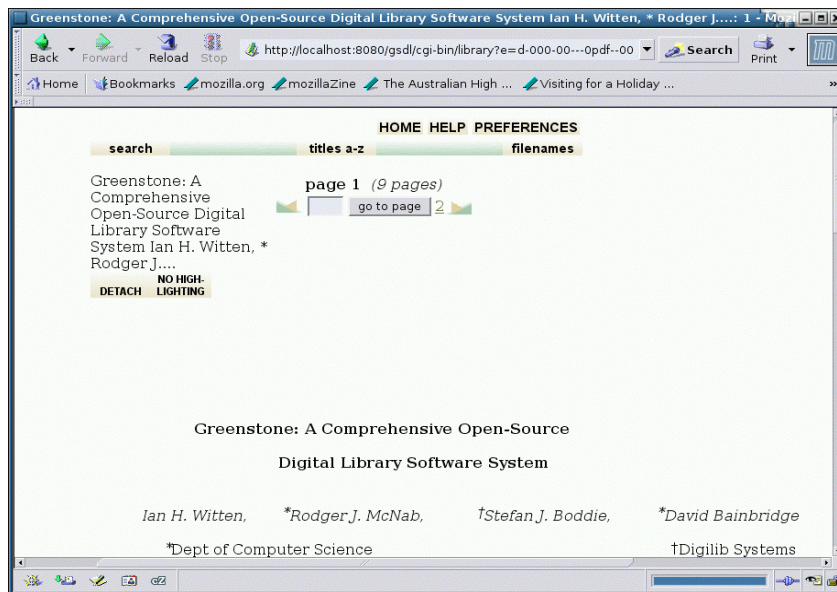 Greenstone: A Comprehensive Open-Source Digital Library Software System Ian H. Witten, * Rodger J....: 1 - Mozi
Back Forward Reload Stop http://localhost:8080/gsdl/cgi-bin/library?e=d-000-00---0pdf--00 Search Print
Home Bookmarks mozilla.org mozillaZine The Australian High ... Visiting for a Holiday ...
HOME HELP PREFERENCES
search titles a-z filenames
Greenstone: A
Comprehensive
Open-Source Digital
Library Software
System Ian H. Witten, *
Rodger J....
page 1 (9 pages)
go to page 2
DETACH NO HIGH-
LIGHTING
Greenstone: A Comprehensive Open-Source
Digital Library Software System
Ian H. Witten, *Rodger J. McNab, †Stefan J. Boddie, *David Bainbridge
*Dept of Computer Science †Digilib Systems